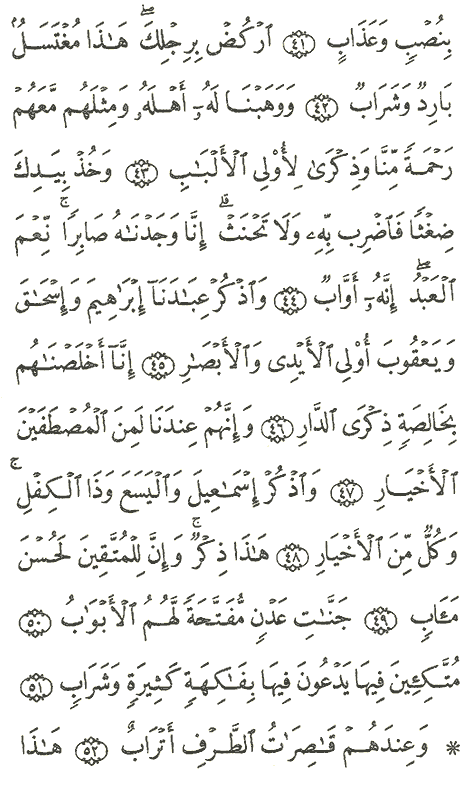 بِنُصۡبٖ وَعَذَابٍ ٤١ ٱرۡكُضۡ بِرِجۡلِكَۖ هَٰذَا مُغۡتَسَلُۢ
بَارِدٞ وَشَرَابٞ ٤٢ وَوَهَبۡنَا لَهُۥٓ أَهۡلَهُۥ وَمِثۡلَهُم مَّعَهُمۡ
رَحۡمَةٗ مِّنَّا وَذِكۡرَىٰ لِأُوْلِي ٱلۡأَلۡبَٰبِ ٤٣ وَخُذۡ بِيَدِكَ
ضِغۡثٗا فَٱضۡرِب بِّهِۦ وَلَا تَحۡنَثۡۗ إِنَّا وَجَدۡنَٰهُ صَابِرٗاۚ نِّعۡمَ
ٱلۡعَبۡدُ إِنَّهُۥٓ أَوَّابٞ ٤٤ وَٱذۡكُرۡ عِبَٰدَنَآ إِبۡرَٰهِيمَ وَإِسۡحَٰقَ
وَيَعۡقُوبَ أُوْلِي ٱلۡأَيۡدِي وَٱلۡأَبۡصَٰرِ ٤٥ إِنَّآ أَخۡلَصۡنَٰهُم
بِخَالِصَةٖ ذِكۡرَى ٱلدَّارِ ٤٦ وَإِنَّهُمۡ عِندَنَا لَمِنَ ٱلۡمُصۡطَفَيۡنَ
ٱلۡأَخۡيَارِ ٤٧ وَٱذۡكُرۡ إِسۡمَٰعِيلَ وَٱلۡيَسَعَ وَذَا ٱلۡكِفۡلِۖ
وَكُلّٞ مِّنَ ٱلۡأَخۡيَارِ ٤٨ هَٰذَا ذِكۡرٞۚ وَإِنَّ لِلۡمُتَّقِينَ لَحُسۡنَ
مَـَٔابٖ ٤٩ جَنَّٰتِ عَدۡنٖ مُّفَتَّحَةٗ لَّهُمُ ٱلۡأَبۡوَٰبُ ٥٠
مُتَّكِـِٔينَ فِيهَا يَدۡعُونَ فِيهَا بِفَٰكِهَةٖ كَثِيرَةٖ وَشَرَابٖ ٥١
* وَعِندَهُمۡ قَٰصِرَٰتُ ٱلطَّرۡفِ أَتۡرَابٌ ٥٢ هَٰذَا